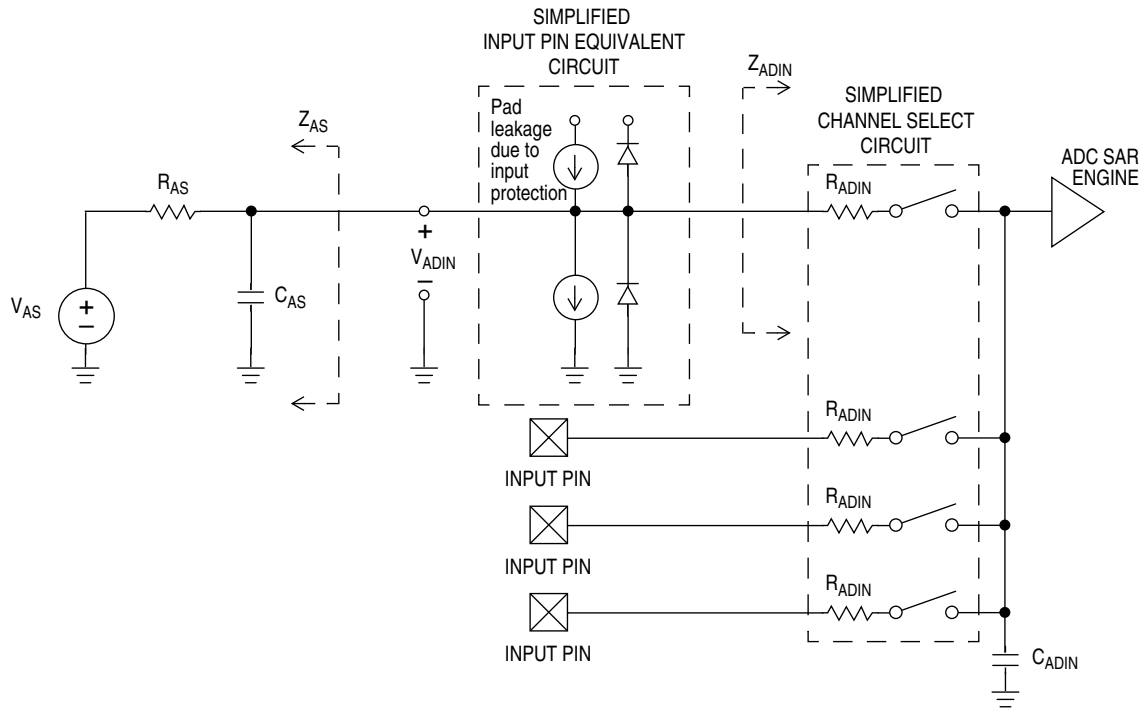 SIMPLIFIED
INPUT PIN EQUIVALENT
CIRCUIT
Pad
leakage
due to
input
protection
Z_ADIN
SIMPLIFIED
CHANNEL SELECT
CIRCUIT
ADC SAR
ENGINE
Z_AS
R_AS
R_ADIN
+
V_ADIN
–
V_AS
+
–
C_AS
R_ADIN
INPUT PIN
R_ADIN
INPUT PIN
R_ADIN
INPUT PIN
C_ADIN